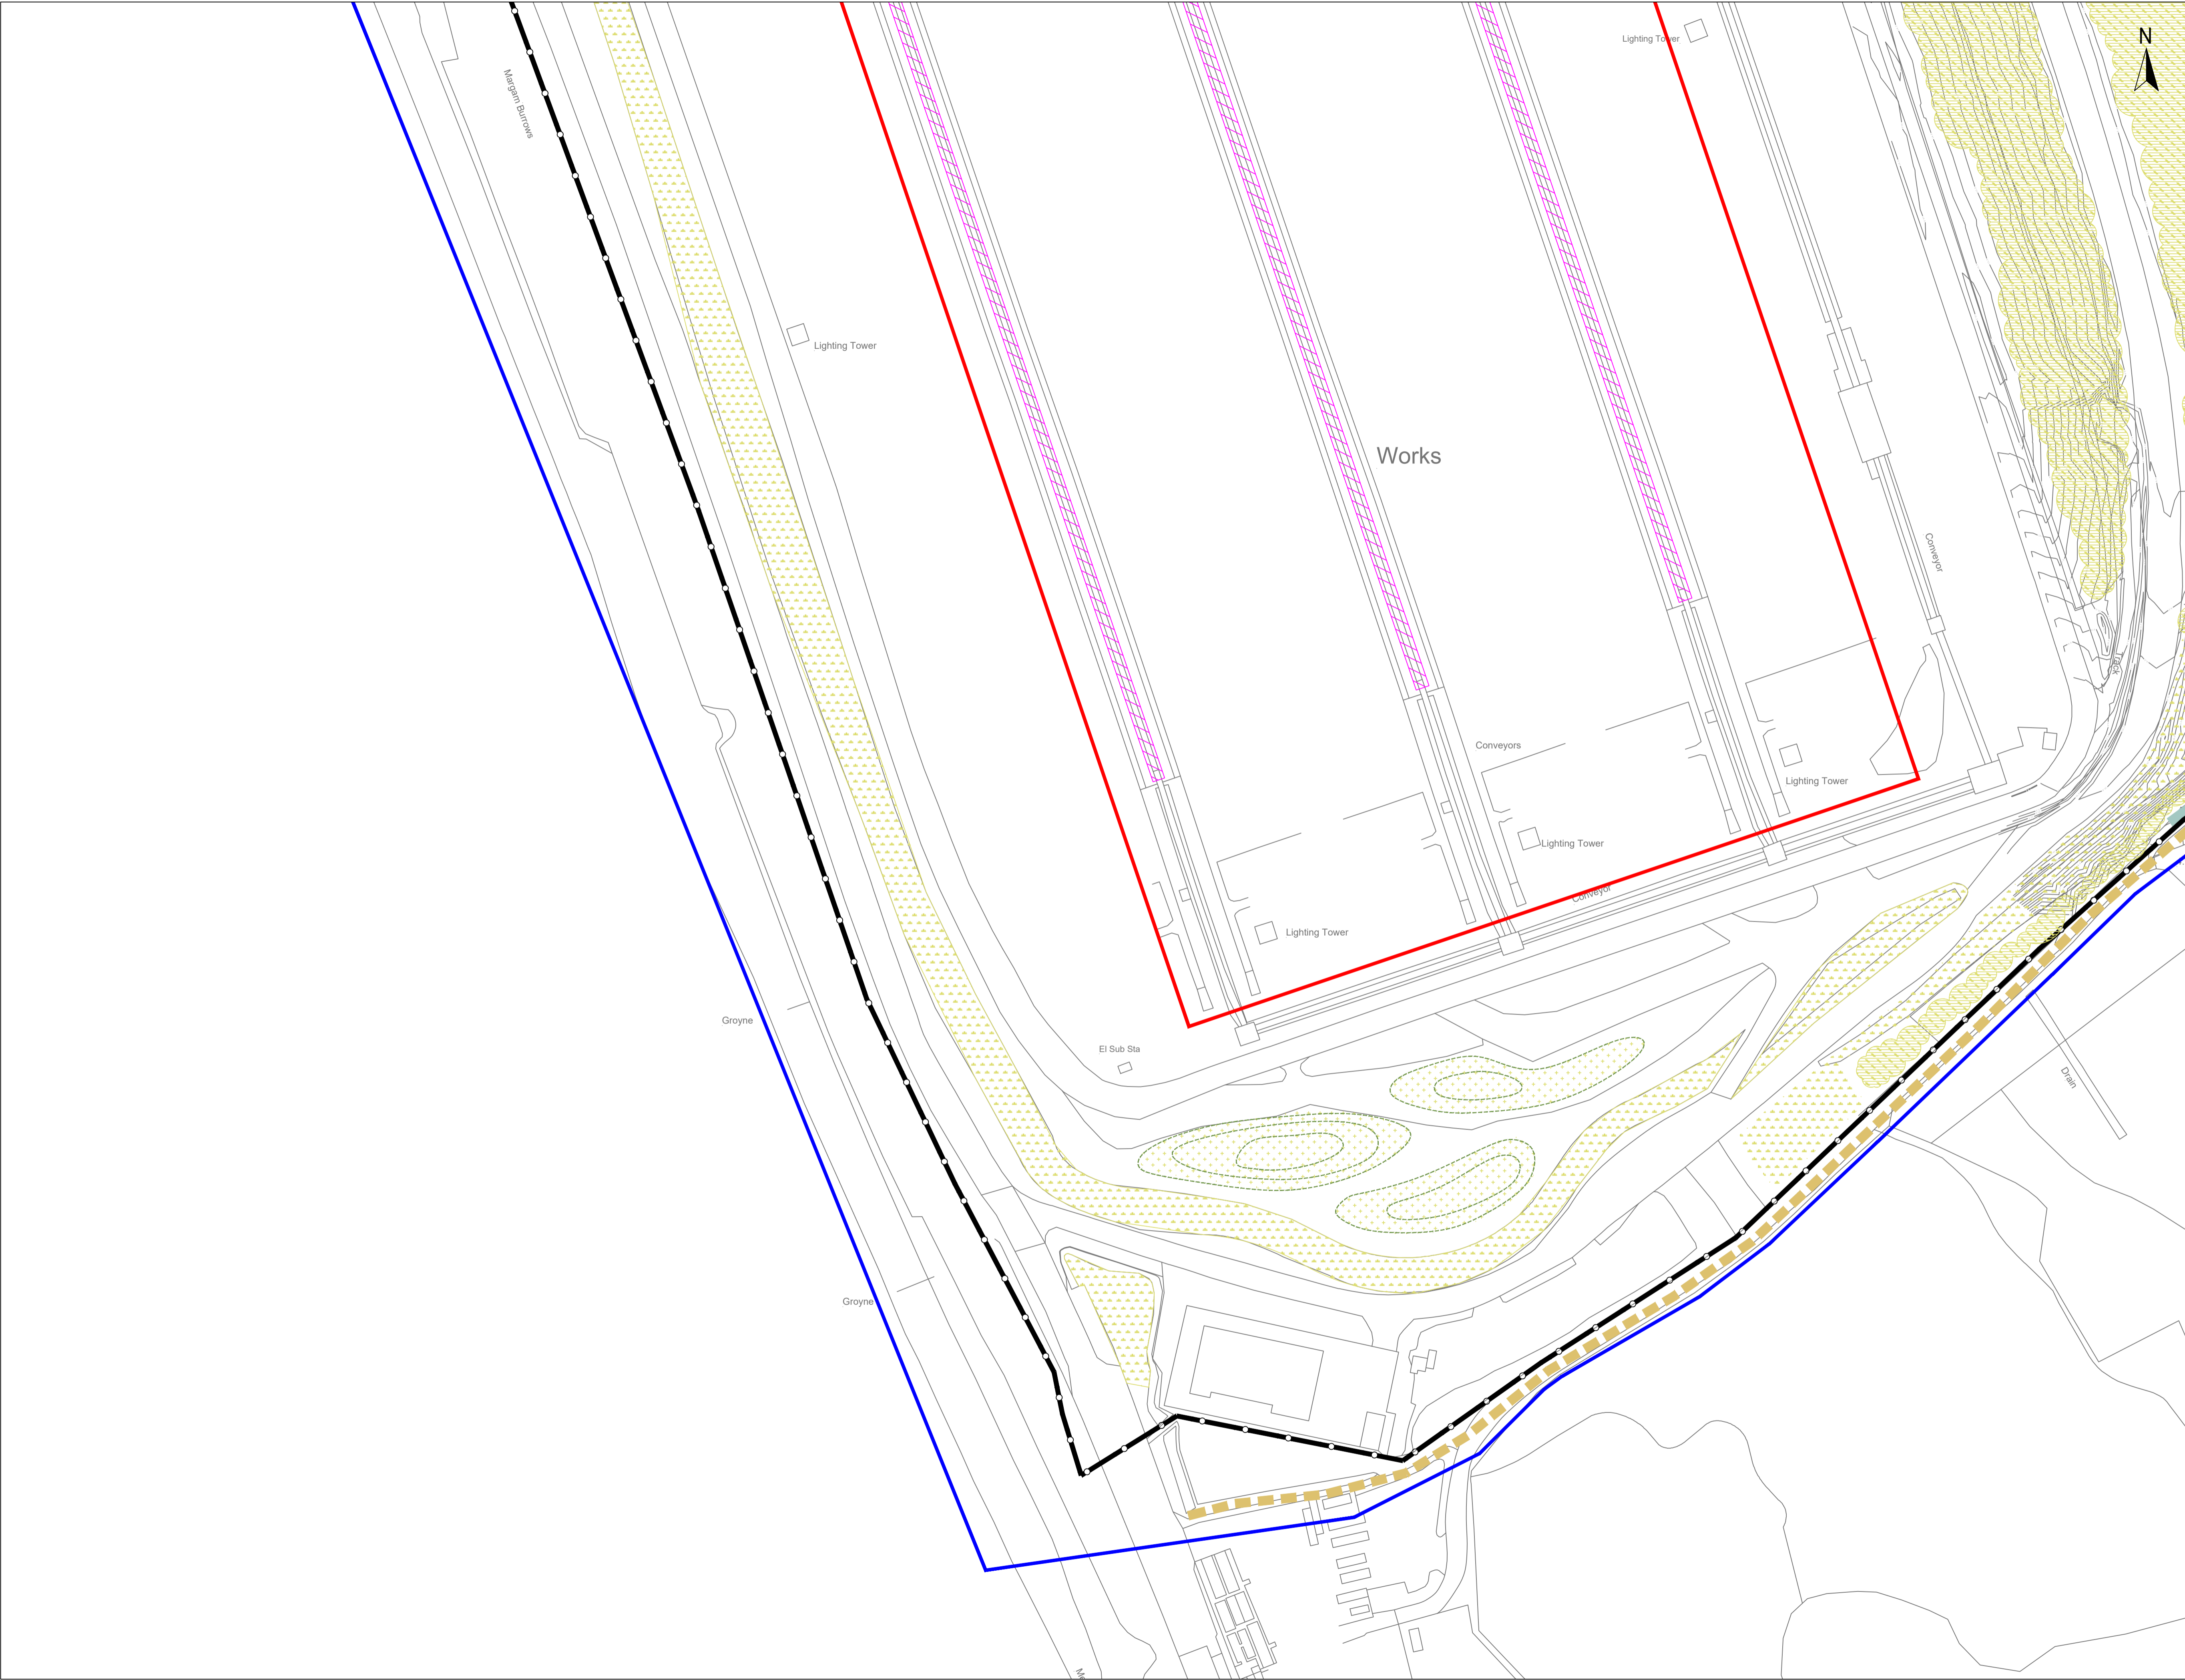 N
Lighting Tower
Margam Burrows
Lighting Tower
Works
Conveyor
Track
Conveyors
Lighting Tower
Lighting Tower
Conveyor
Lighting Tower
Groyne
El Sub Sta
Drain
Groyne